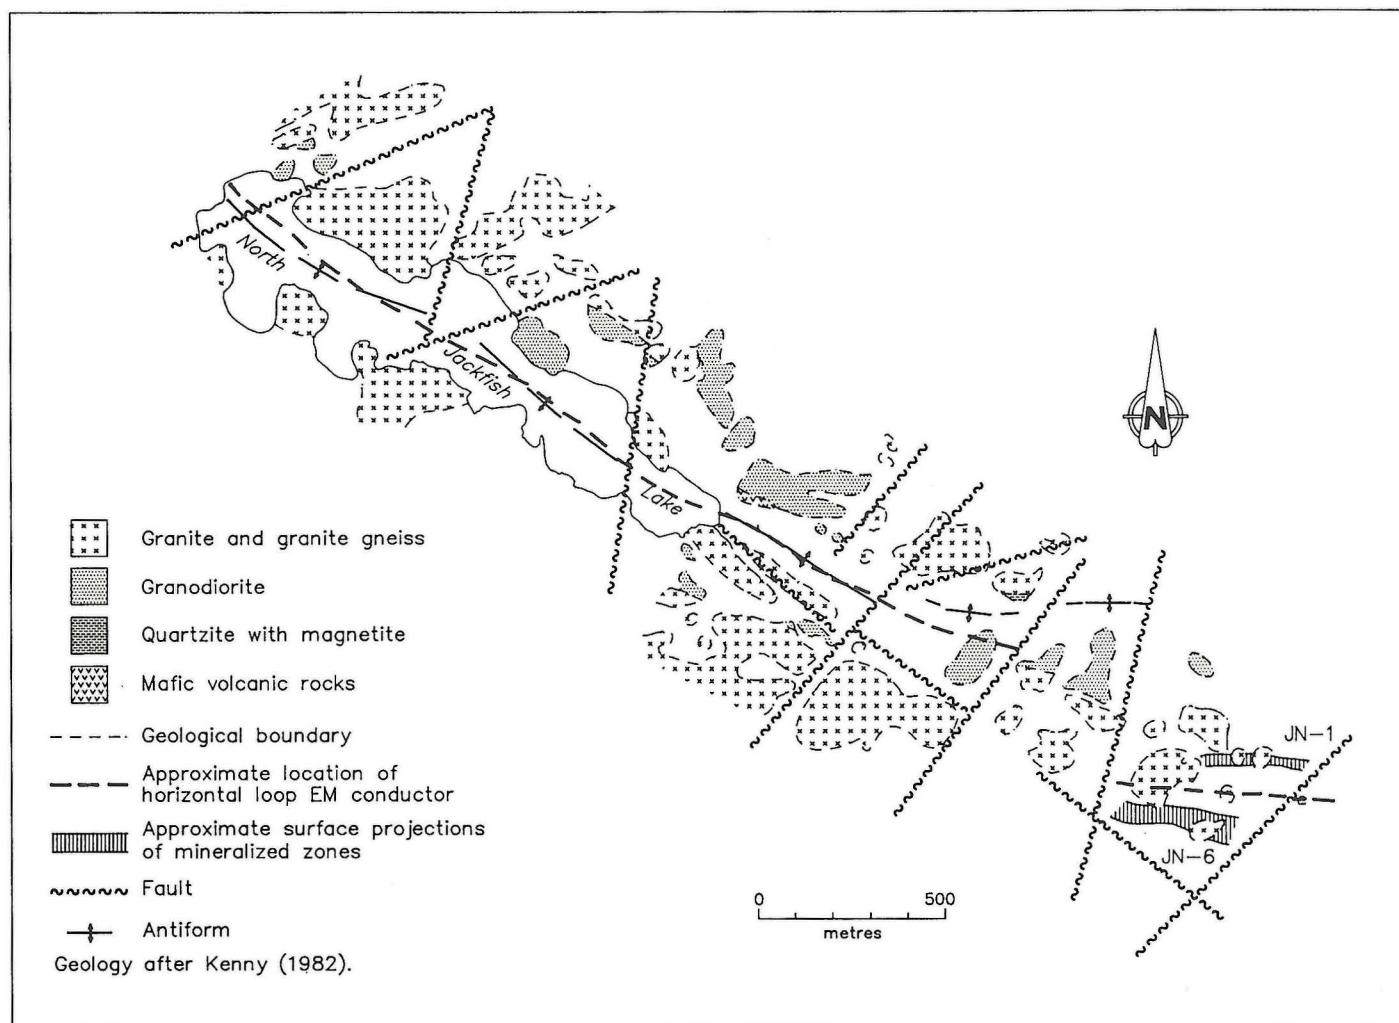 North
Jackfish
Lake
N
Granite and granite gneiss
Granodiorite
Quartzite with magnetite
Mafic volcanic rocks
Geological boundary
Approximate location of
horizontal loop EM conductor
Approximate surface projections
of mineralized zones
Fault
Antiform
Geology after Kenny (1982).
JN-1
JN-6
0 500
metres